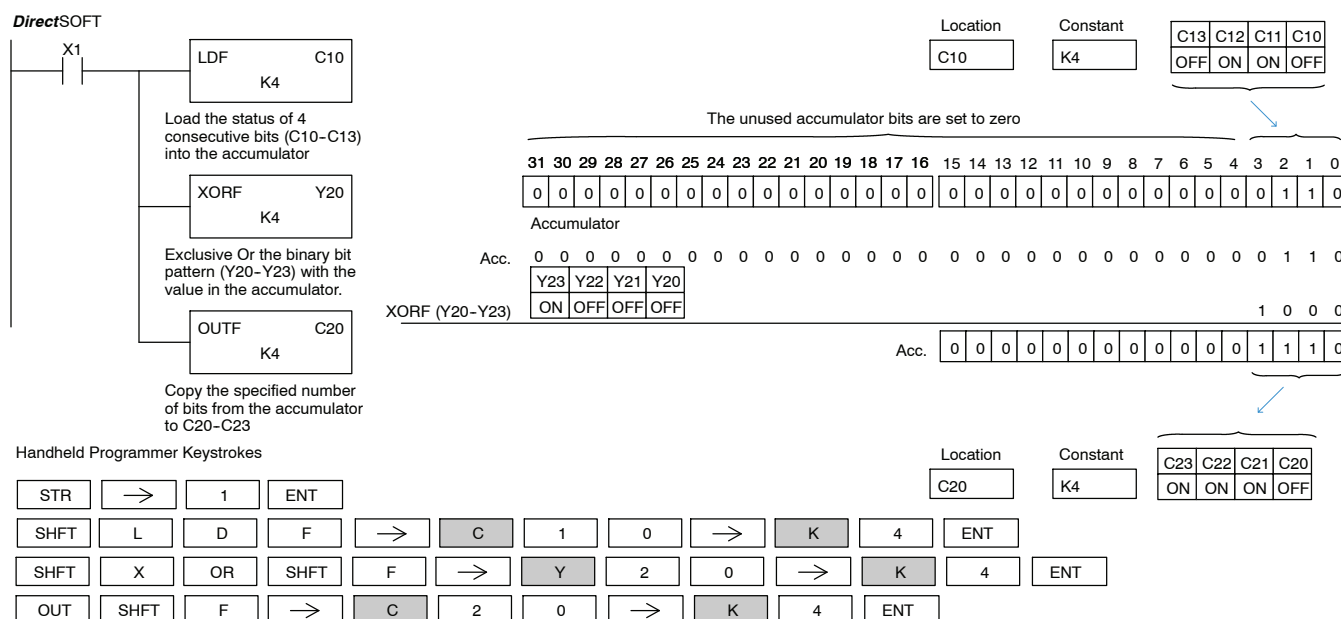 DirectSOFT
X1
LDF C10
K4
Load the status of 4
consecutive bits (C10-C13)
into the accumulator
XORF Y20
K4
Exclusive Or the binary bit
pattern (Y20-Y23) with the
value in the accumulator.
OUTF C20
K4
Copy the specified number
of bits from the accumulator
to C20-C23
Location Constant
C10 K4
C13 C12 C11 C10
OFF ON ON OFF
The unused accumulator bits are set to zero
31 30 29 28 27 26 25 24 23 22 21 20 19 18 17 16 15 14 13 12 11 10 9 8 7 6 5 4 3 2 1 0
0 0 0 0 0 0 0 0 0 0 0 0 0 0 0 0 0 0 0 0 0 0 0 0 0 0 0 0 0 1 1 0
Accumulator
Acc. 0 0 0 0 0 0 0 0 0 0 0 0 0 0 0 0 0 0 0 0 0 0 0 0 0 0 0 0 0 1 1 0
Y23 Y22 Y21 Y20
ON OFF OFF OFF
XORF (Y20-Y23) 1 0 0 0
Acc. 0 0 0 0 0 0 0 0 0 0 0 0 1 1 1 0
Location Constant
C20 K4
C23 C22 C21 C20
ON ON ON OFF
Handheld Programmer Keystrokes
STR → 1 ENT
SHFT L D F → C 1 0 → K 4 ENT
SHFT X OR SHFT F → Y 2 0 → K 4 ENT
OUT SHFT F → C 2 0 → K 4 ENT